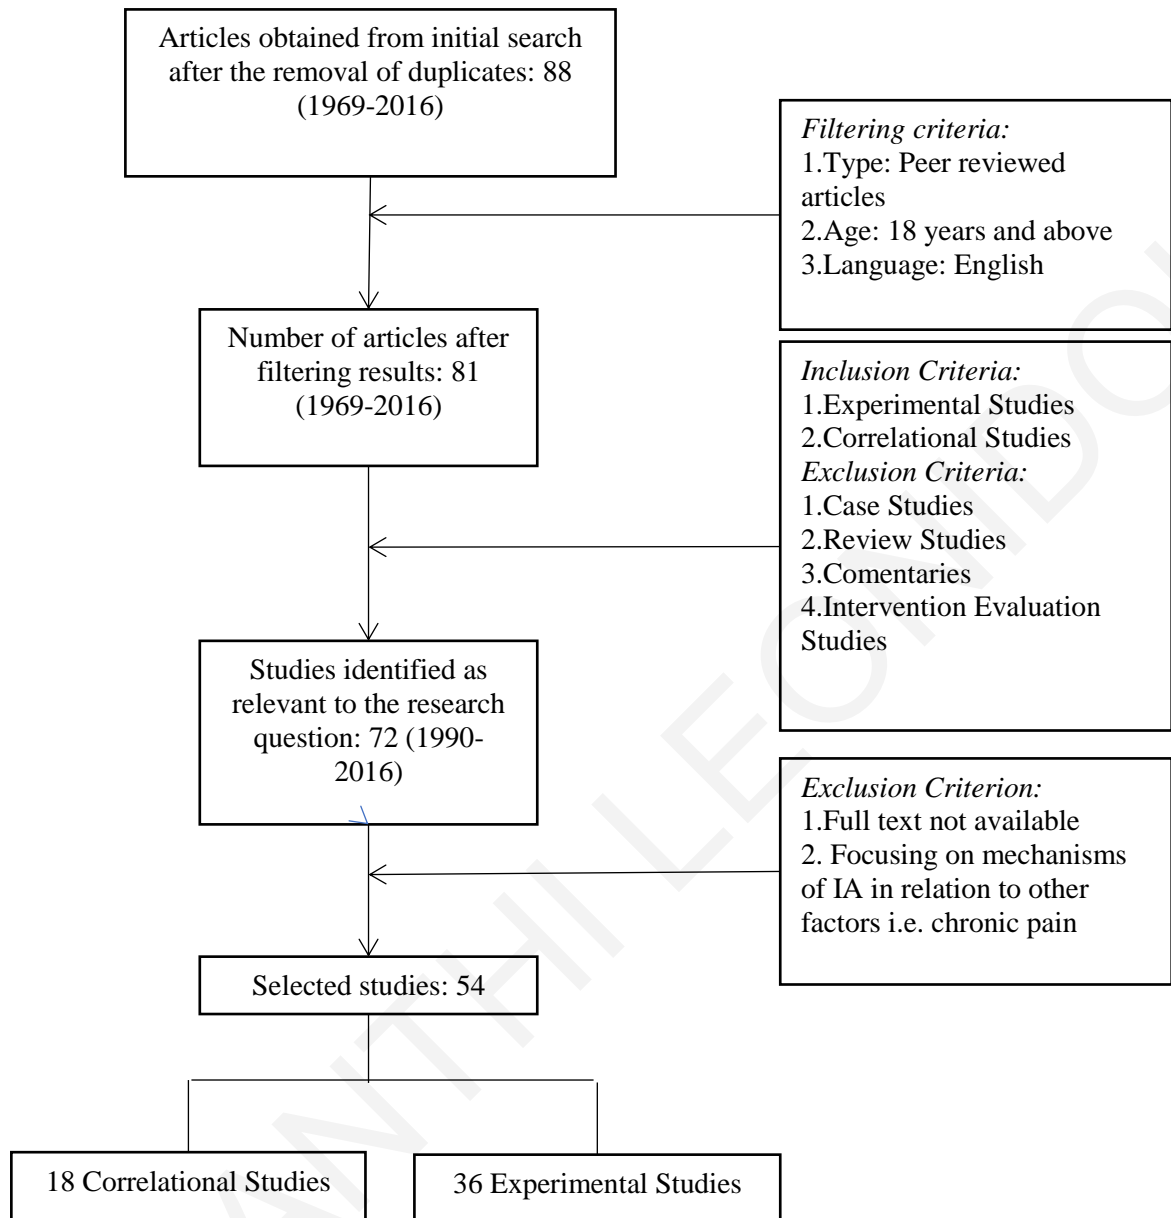 Articles obtained from initial search
after the removal of duplicates: 88
(1969-2016)
Filtering criteria:
1.Type: Peer reviewed
articles
2.Age: 18 years and above
3.Language: English
Number of articles after
filtering results: 81
(1969-2016)
Inclusion Criteria:
1.Experimental Studies
2.Correlational Studies
Exclusion Criteria:
1.Case Studies
2.Review Studies
3.Comentaries
4.Intervention Evaluation
Studies
Studies identified as
relevant to the research
question: 72 (1990-
2016)
Exclusion Criterion:
1.Full text not available
2. Focusing on mechanisms
of IA in relation to other
factors i.e. chronic pain
Selected studies: 54
18 Correlational Studies
36 Experimental Studies
ANTHI LEONIDO